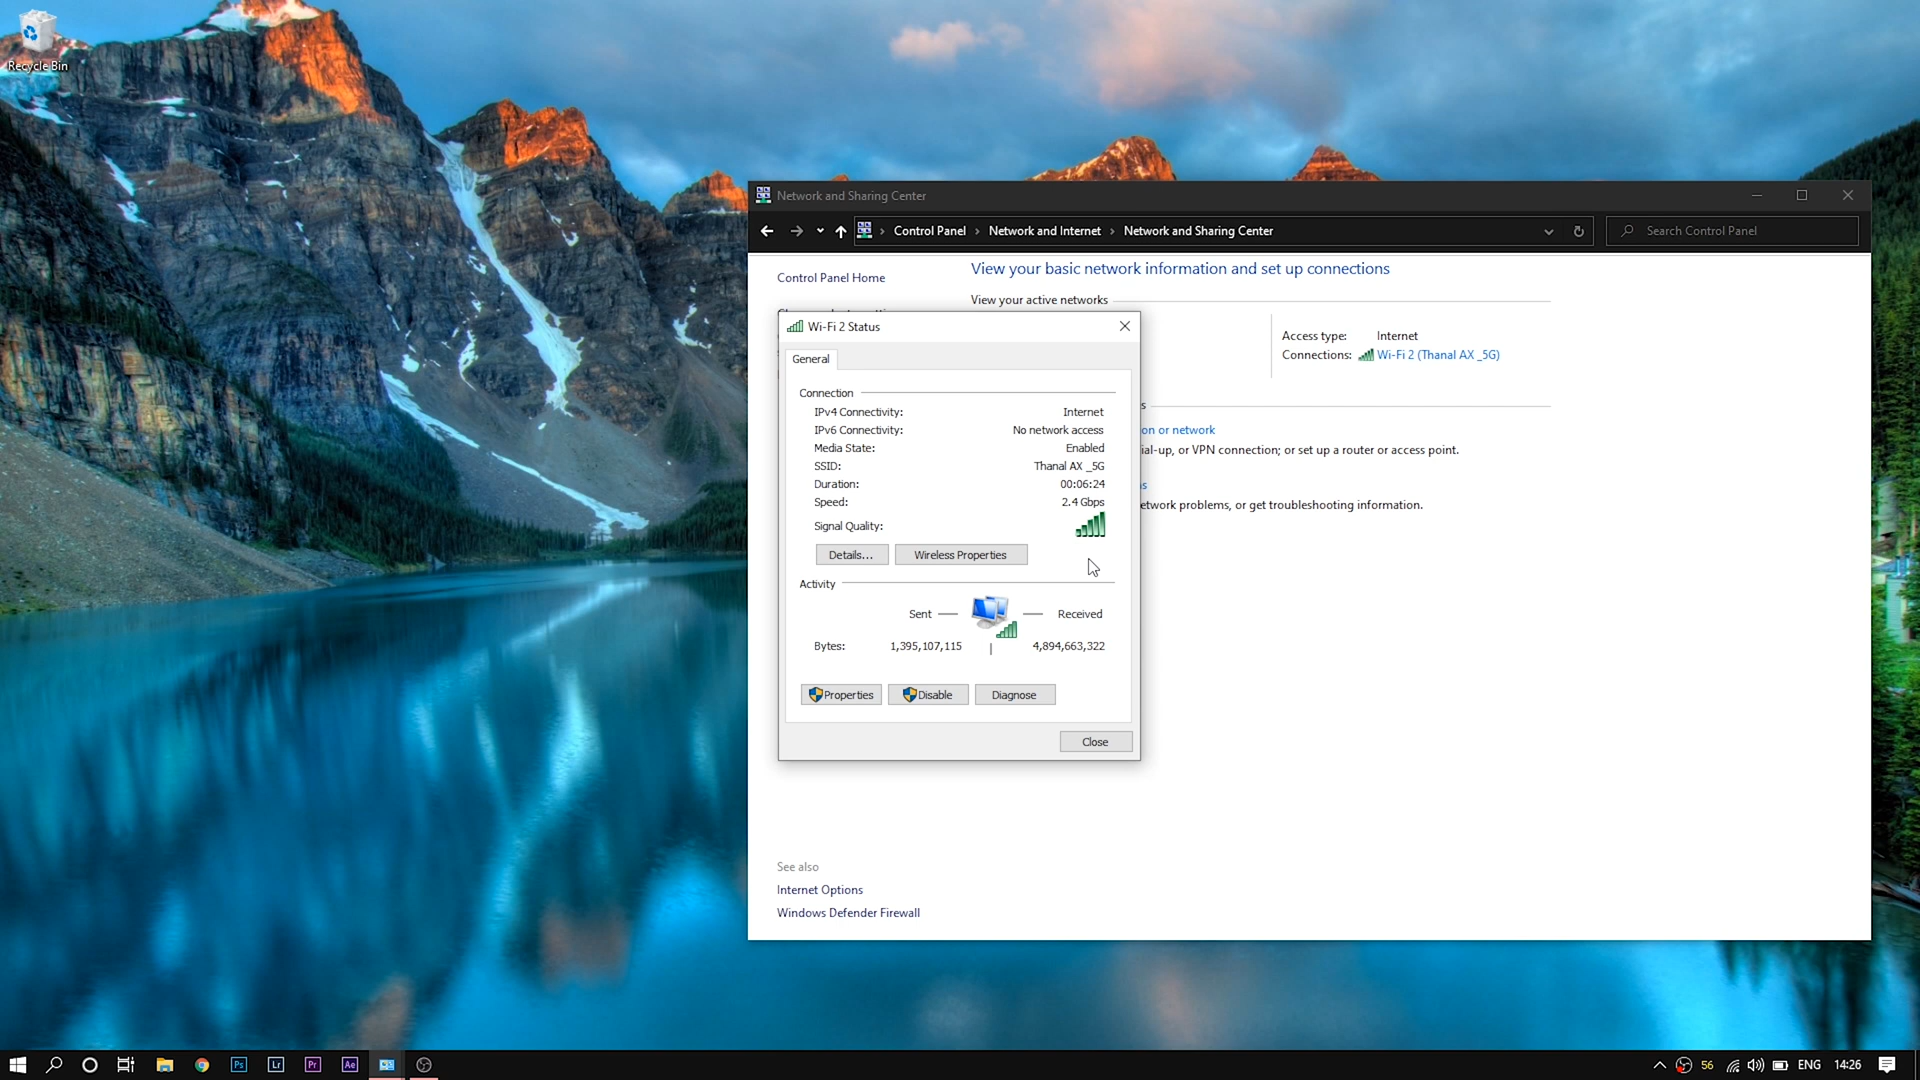 Recycle Bin
Network and Sharing Center
Control Panel › Network and Internet › Network and Sharing Center
Search Control Panel
Control Panel Home
View your basic network information and set up connections
View your active networks
Access type: Internet
Connections: Wi-Fi 2 (Thanal AX _5G)
on or network
ial-up, or VPN connection; or set up a router or access point.
etwork problems, or get troubleshooting information.
Wi-Fi 2 Status
General
Connection
IPv4 Connectivity: Internet
IPv6 Connectivity: No network access
Media State: Enabled
SSID: Thanal AX _5G
Duration: 00:06:24
Speed: 2.4 Gbps
Signal Quality:
Details... Wireless Properties
Activity
Sent — — Received
Bytes: 1,395,107,115 | 4,894,663,322
Properties Disable Diagnose
Close
See also
Internet Options
Windows Defender Firewall
Ps Lr Pr Ae
56 ENG 14:26